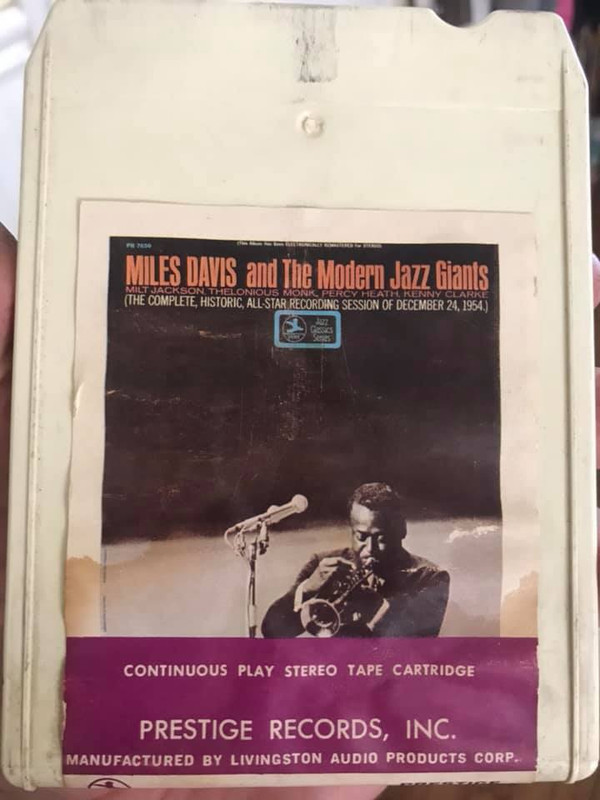 (This Album Has Been ELECTRONICALLY REMASTERED for STEREO)
MILES DAVIS and The Modern Jazz Giants
MILT JACKSON, THELONIOUS MONK, PERCY HEATH, KENNY CLARKE
(THE COMPLETE, HISTORIC, ALL-STAR RECORDING SESSION OF DECEMBER 24, 1954.)
Jazz
Classics
Series
CONTINUOUS PLAY STEREO TAPE CARTRIDGE
PRESTIGE RECORDS, INC.
MANUFACTURED BY LIVINGSTON AUDIO PRODUCTS CORP.